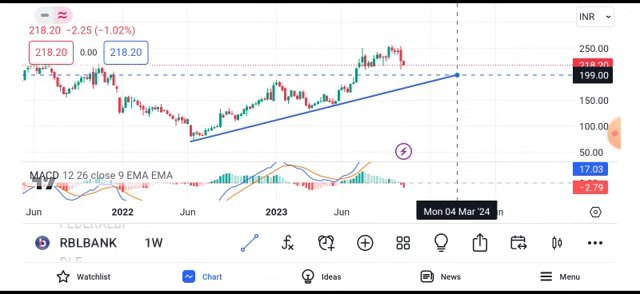 INR
218.20 −2.25 (−1.02%)
218.20 0.00 218.20
250.00
218.20
199.00
150.00
100.00
50.00
MACD 12 26 close 9 EMA EMA
17.03
−2.79
Jun 2022 Jun 2023 Jun Mon 04 Mar '24
FEDERALBNK
RBLBANK 1W
Watchlist Chart Ideas News Menu